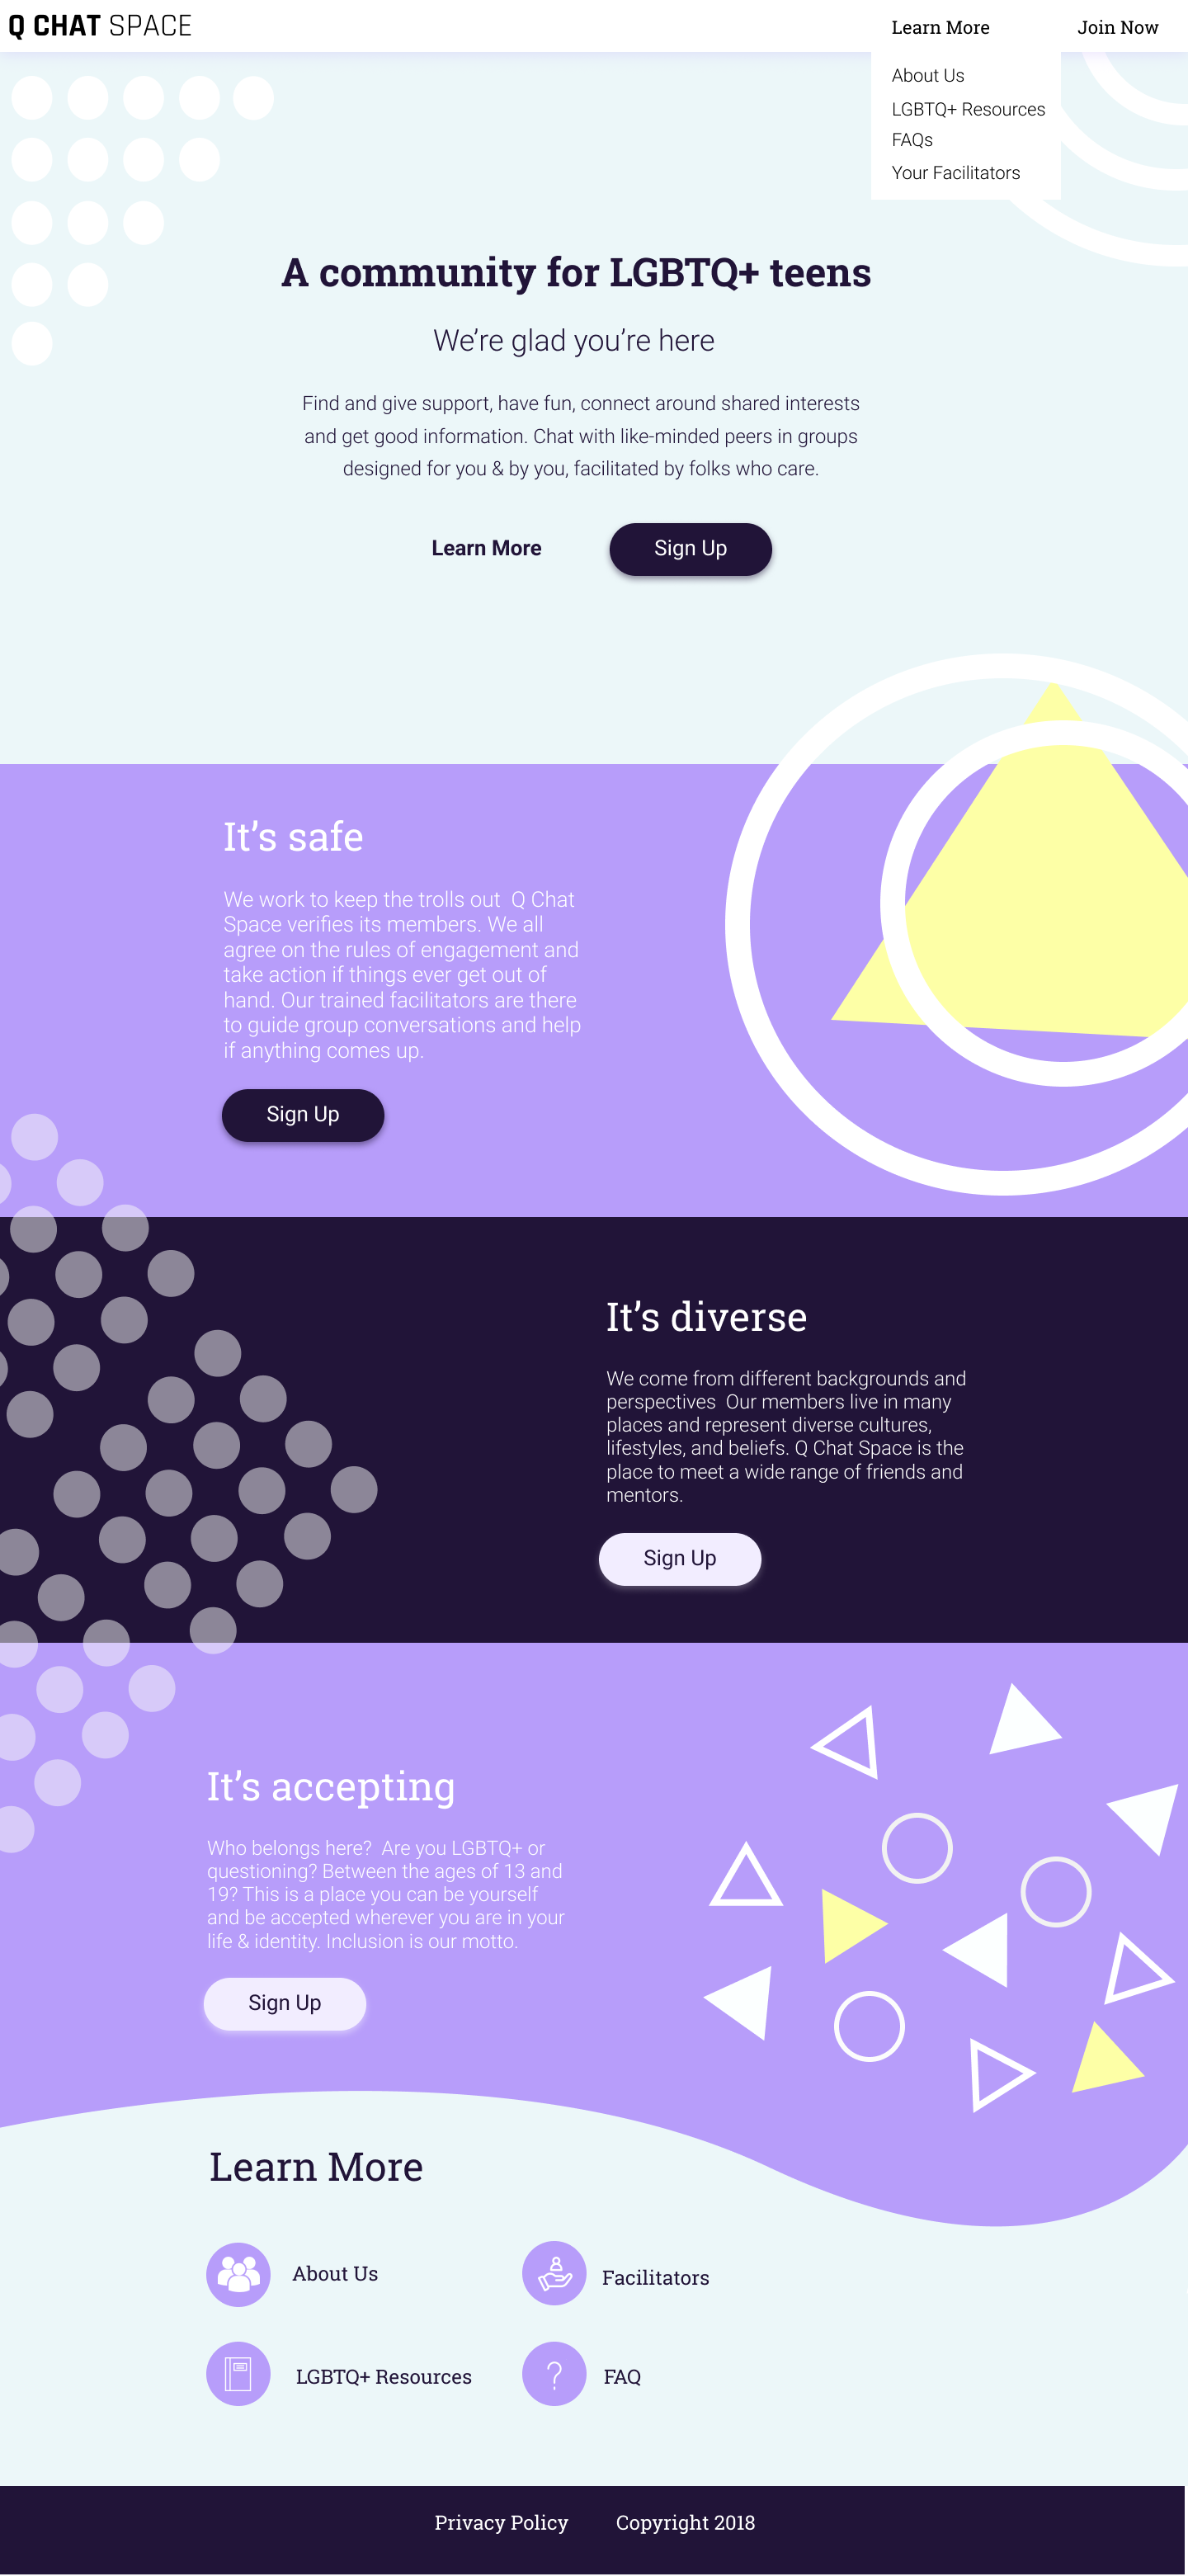 Q CHAT SPACE
Learn More
Join Now
About Us
LGBTQ+ Resources
FAQs
Your Facilitators
A community for LGBTQ+ teens
We’re glad you’re here
Find and give support, have fun, connect around shared interests
and get good information. Chat with like-minded peers in groups
designed for you & by you, facilitated by folks who care.
Learn More
Sign Up
It’s safe
We work to keep the trolls out  Q Chat
Space verifies its members. We all
agree on the rules of engagement and
take action if things ever get out of
hand. Our trained facilitators are there
to guide group conversations and help
if anything comes up.
Sign Up
It’s diverse
We come from different backgrounds and
perspectives  Our members live in many
places and represent diverse cultures,
lifestyles, and beliefs. Q Chat Space is the
place to meet a wide range of friends and
mentors.
Sign Up
It’s accepting
Who belongs here?  Are you LGBTQ+ or
questioning? Between the ages of 13 and
19? This is a place you can be yourself
and be accepted wherever you are in your
life & identity. Inclusion is our motto.
Sign Up
Learn More
About Us
Facilitators
LGBTQ+ Resources
?
FAQ
Privacy Policy
Copyright 2018